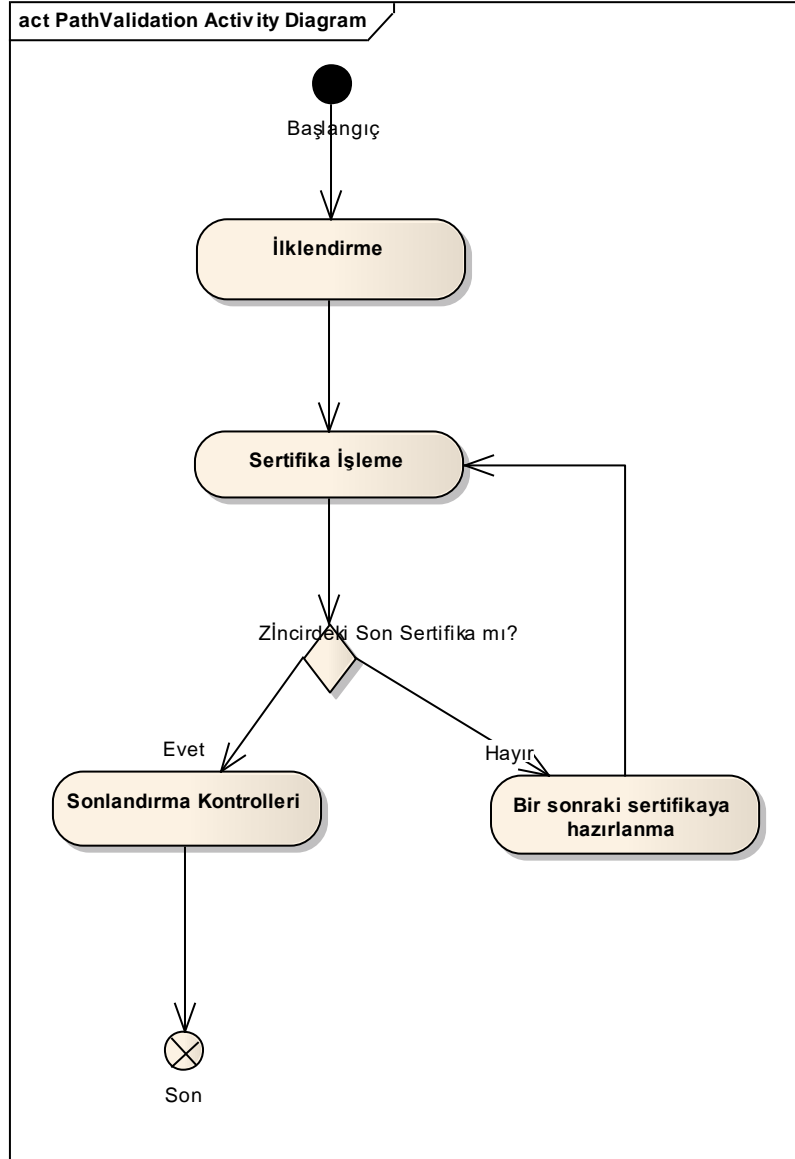 act PathValidation Activity Diagram
Başlangıç
İlklendirme
Sertifika İşleme
Zİncirdeki Son Sertifika mı?
Evet
Hayır
Sonlandırma Kontrolleri
Bir sonraki sertifikaya
hazırlanma
Son